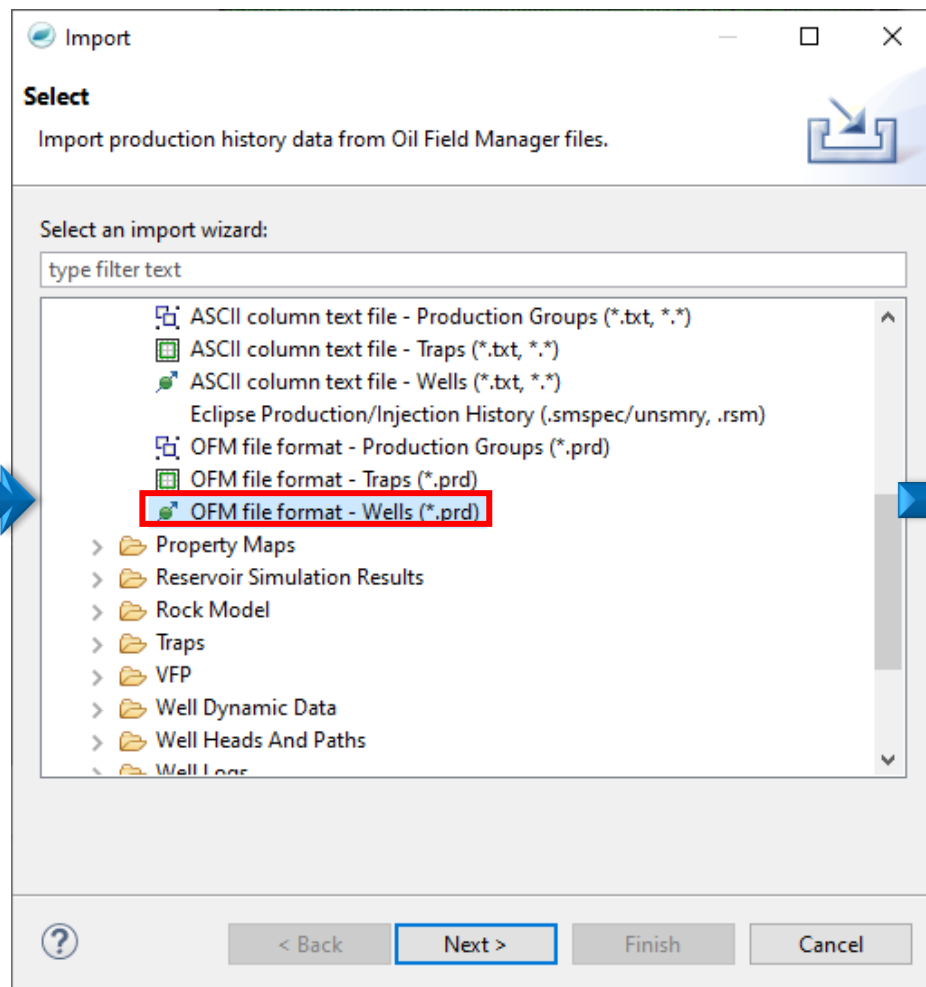 Import
Select
Import production history data from Oil Field Manager files.
Select an import wizard:
type filter text
ASCII column text file - Production Groups (*.txt, *.*)
ASCII column text file - Traps (*.txt, *.*)
ASCII column text file - Wells (*.txt, *.*)
Eclipse Production/Injection History (.smspec/unsmry, .rsm)
OFM file format - Production Groups (*.prd)
OFM file format - Traps (*.prd)
OFM file format - Wells (*.prd)
Property Maps
Reservoir Simulation Results
Rock Model
Traps
VFP
Well Dynamic Data
Well Heads And Paths
Well Logs
? < Back Next > Finish Cancel